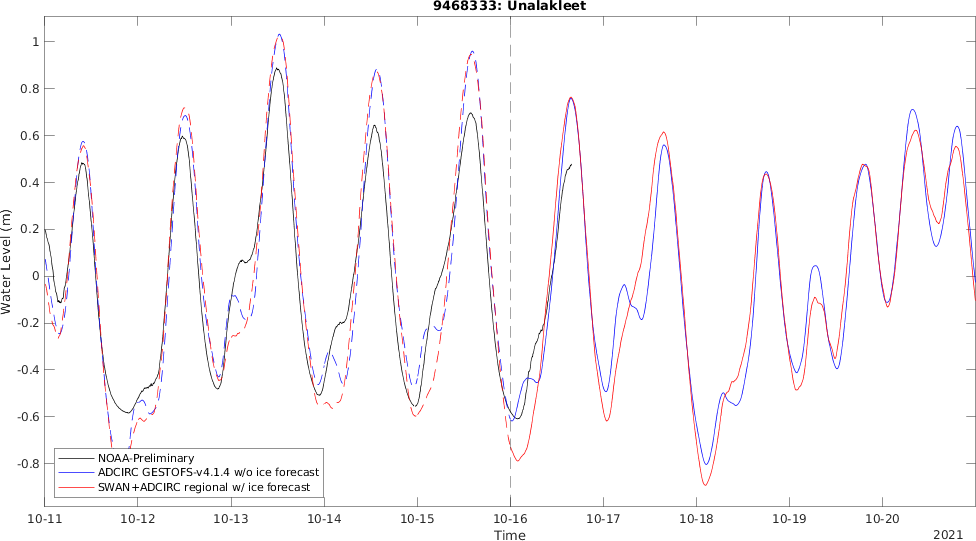 9468333: Unalakleet
1
0.8
0.6
0.4
0.2
0
-0.2
-0.4
-0.6
-0.8
Water Level (m)
NOAA-Preliminary
ADCIRC GESTOFS-v4.1.4 w/o ice forecast
SWAN+ADCIRC regional w/ ice forecast
10-11 10-12 10-13 10-14 10-15 10-16 10-17 10-18 10-19 10-20
Time
2021